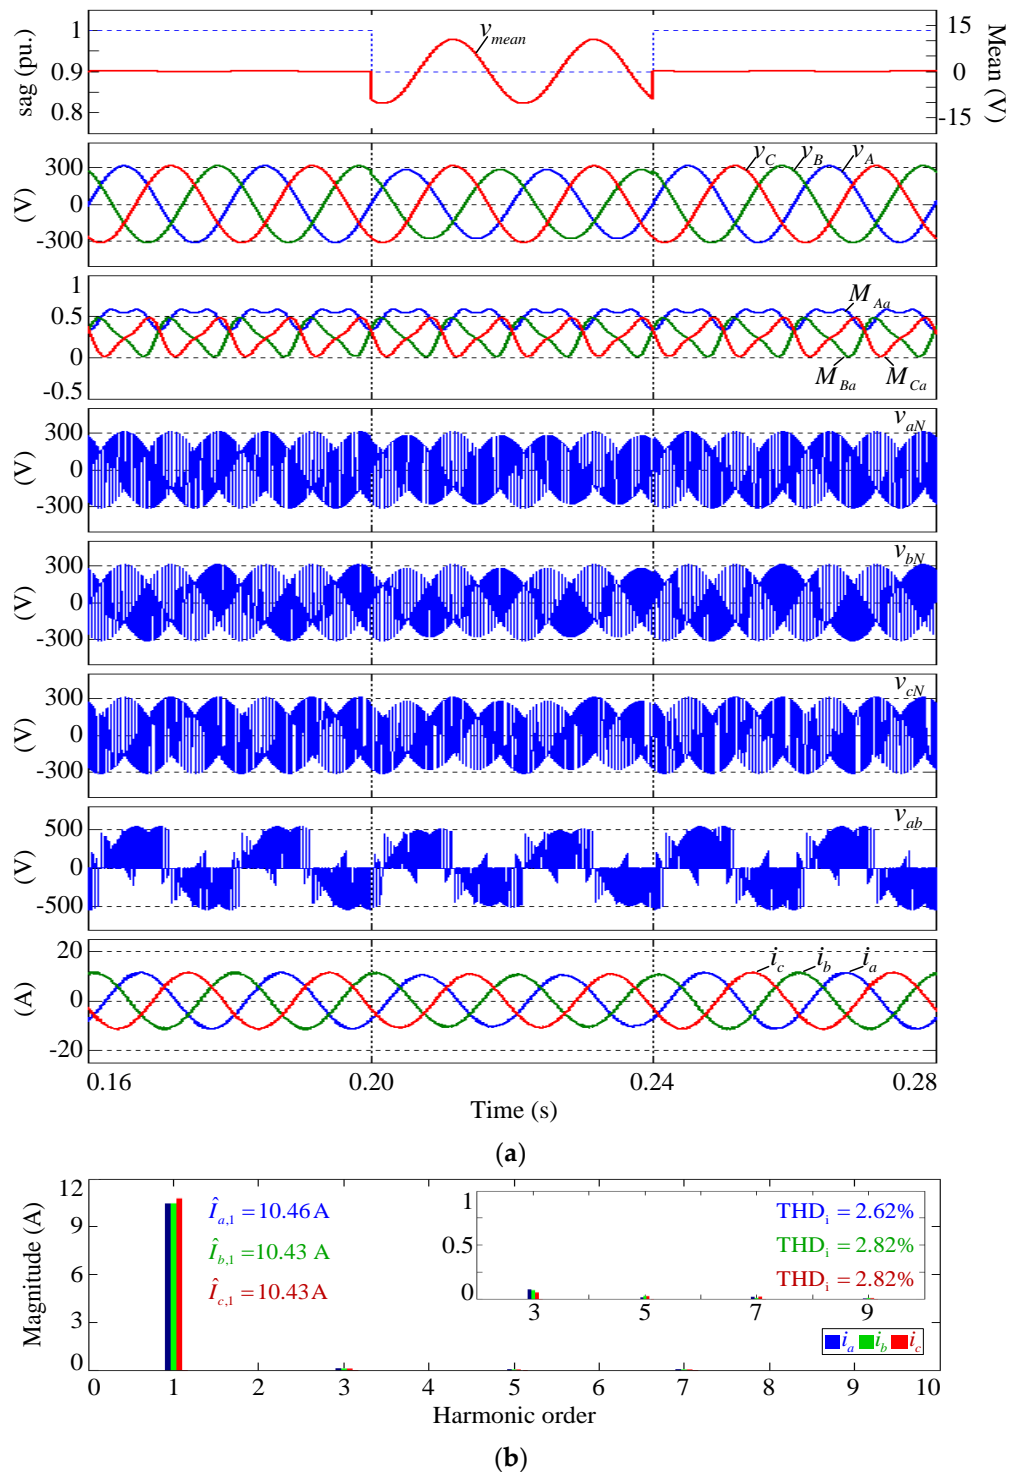 sag (pu.)
1
0.9
0.8
v_mean
15
0
-15
Mean (V)
(V)
300
0
-300
v_C
v_B
v_A
1
0.5
0
-0.5
M_Aa
M_Ba
M_Ca
(V)
300
0
-300
v_aN
(V)
300
0
-300
v_bN
(V)
300
0
-300
v_cN
(V)
500
0
-500
v_ab
(A)
20
0
-20
i_c
i_b
i_a
0.16 0.20 0.24 0.28
Time (s)
(a)
Magnitude (A)
12
9
6
3
0
Î_a,1 = 10.46 A
Î_b,1 = 10.43 A
Î_c,1 = 10.43 A
1
0.5
0
THD_i = 2.62%
THD_i = 2.82%
THD_i = 2.82%
3 5 7 9
i_a i_b i_c
0 1 2 3 4 5 6 7 8 9 10
Harmonic order
(b)